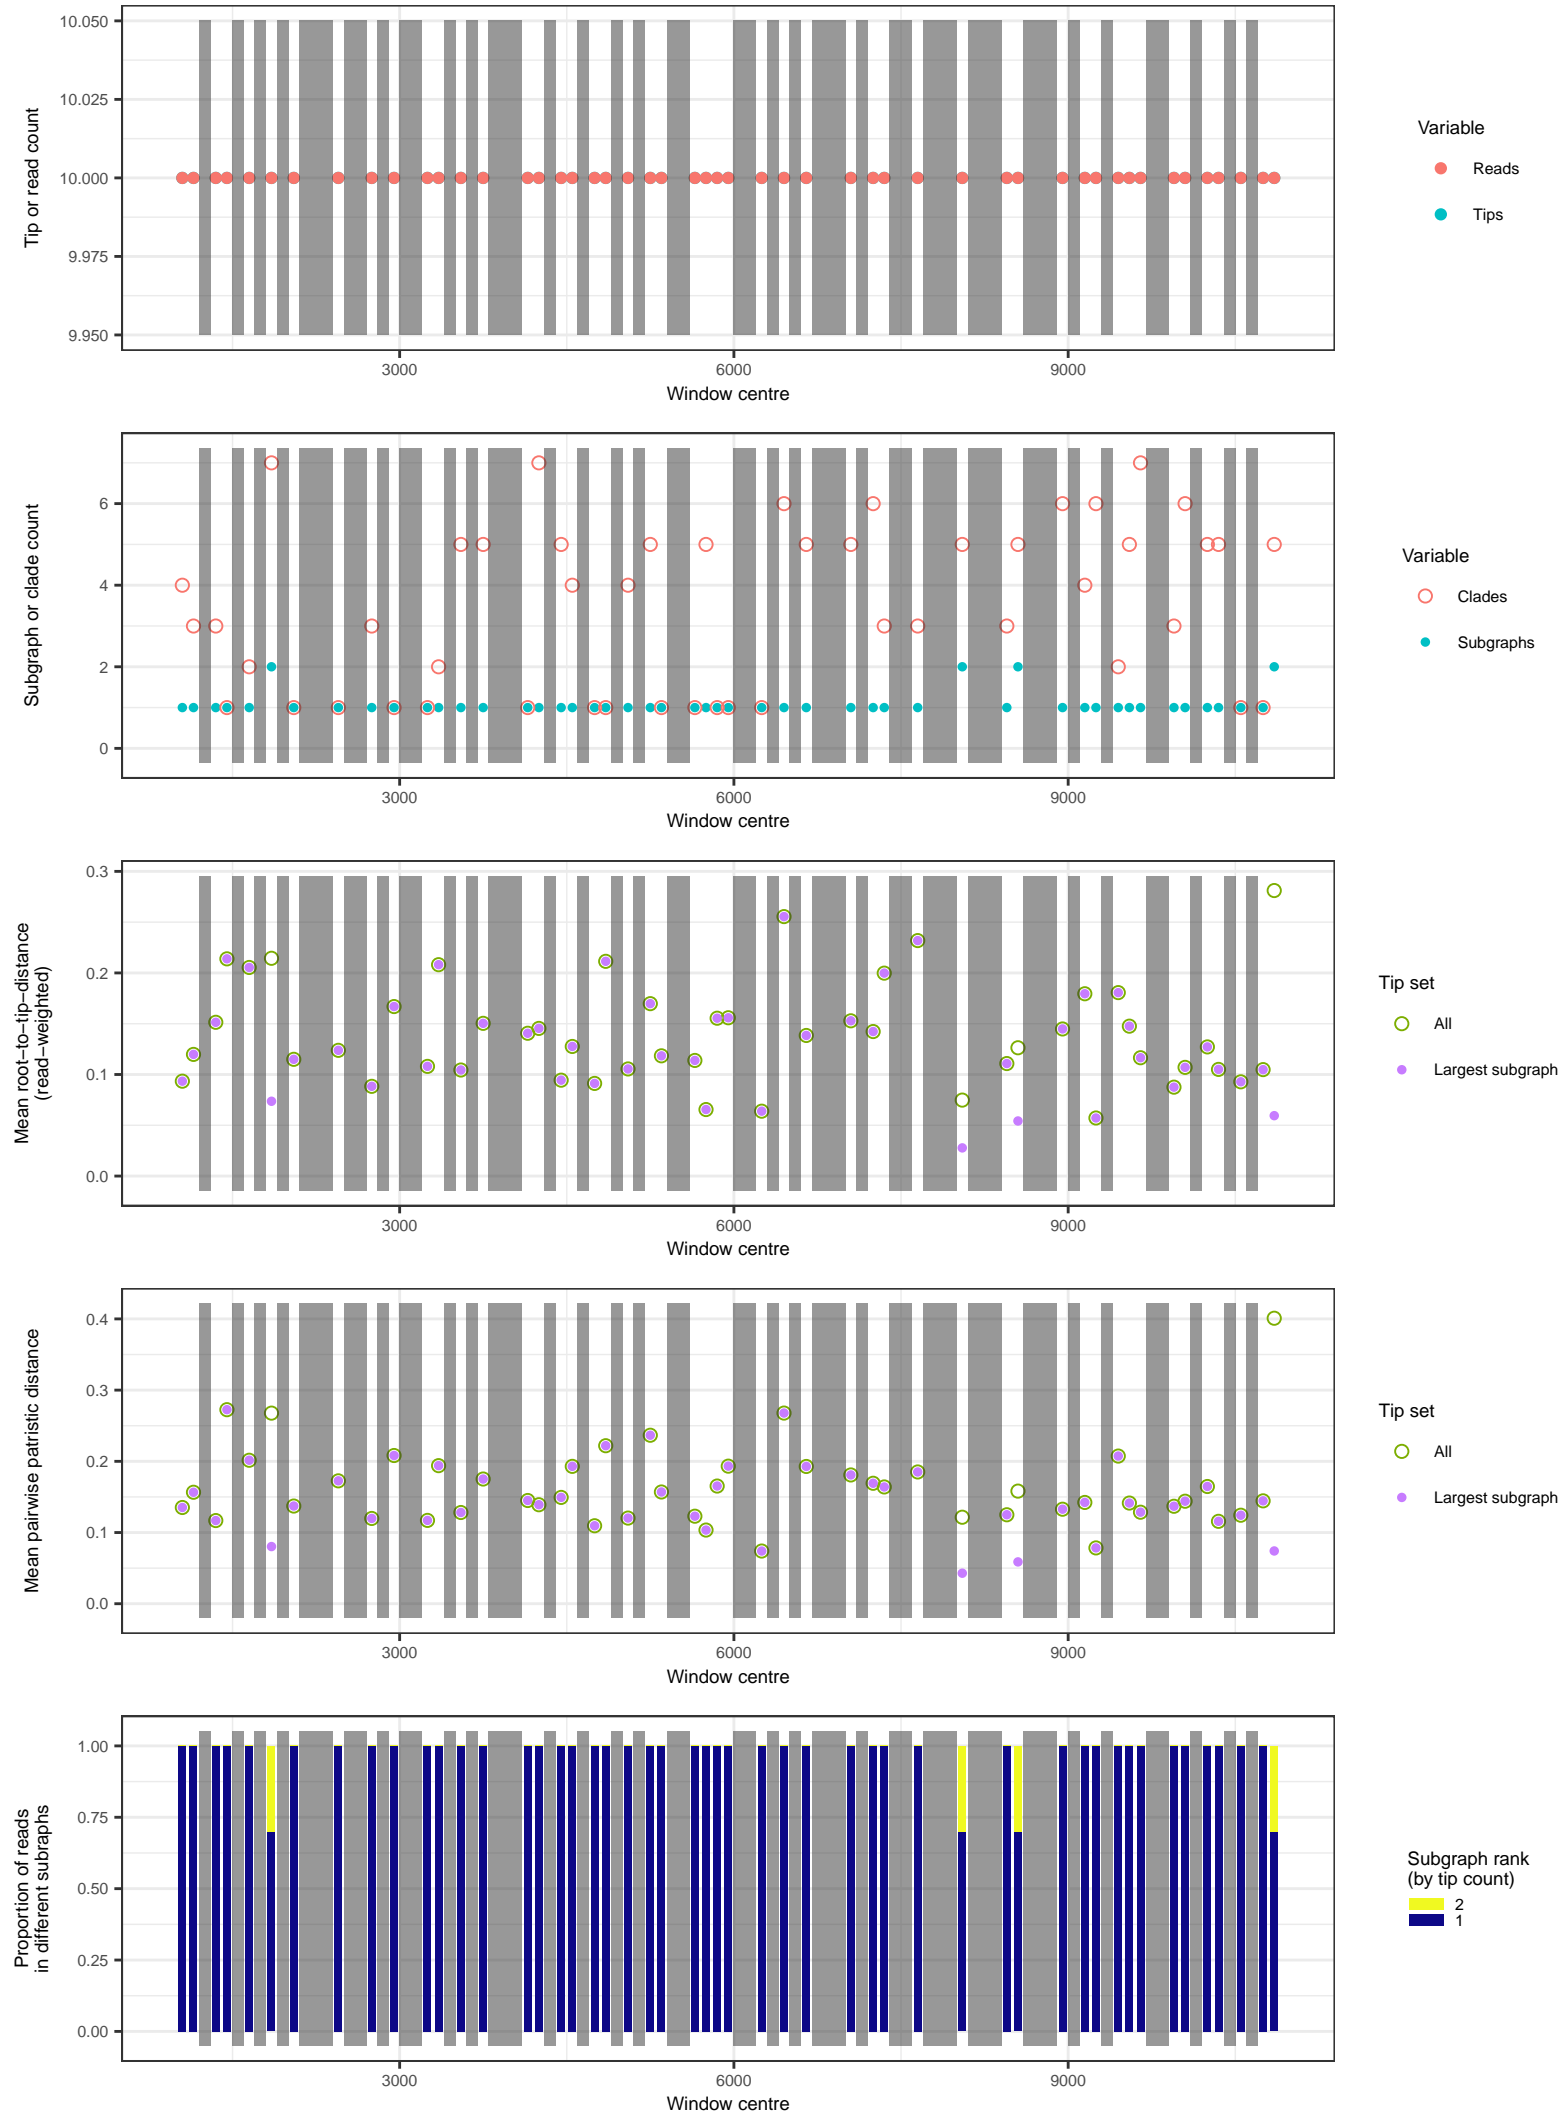 10.050
10.025
10.000
9.975
9.950
Tip or read count
3000
6000
9000
Window centre
Variable
Reads
Tips
6
4
2
0
Subgraph or clade count
3000
6000
9000
Window centre
Variable
Clades
Subgraphs
0.3
0.2
0.1
0.0
Mean root−to−tip−distance
(read−weighted)
3000
6000
9000
Window centre
Tip set
All
Largest subgraph
0.4
0.3
0.2
0.1
0.0
Mean pairwise patristic distance
3000
6000
9000
Window centre
Tip set
All
Largest subgraph
1.00
0.75
0.50
0.25
0.00
Proportion of reads
in different subraphs
3000
6000
9000
Window centre
Subgraph rank
(by tip count)
2
1